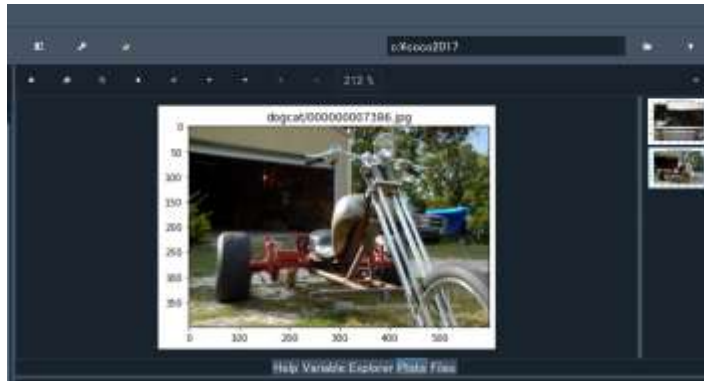 c:¥coco2017
212 %
dogcat/000000007386.jpg
0
50
100
150
200
250
300
350
0 100 200 300 400 500
Help Variable Explorer Plots Files